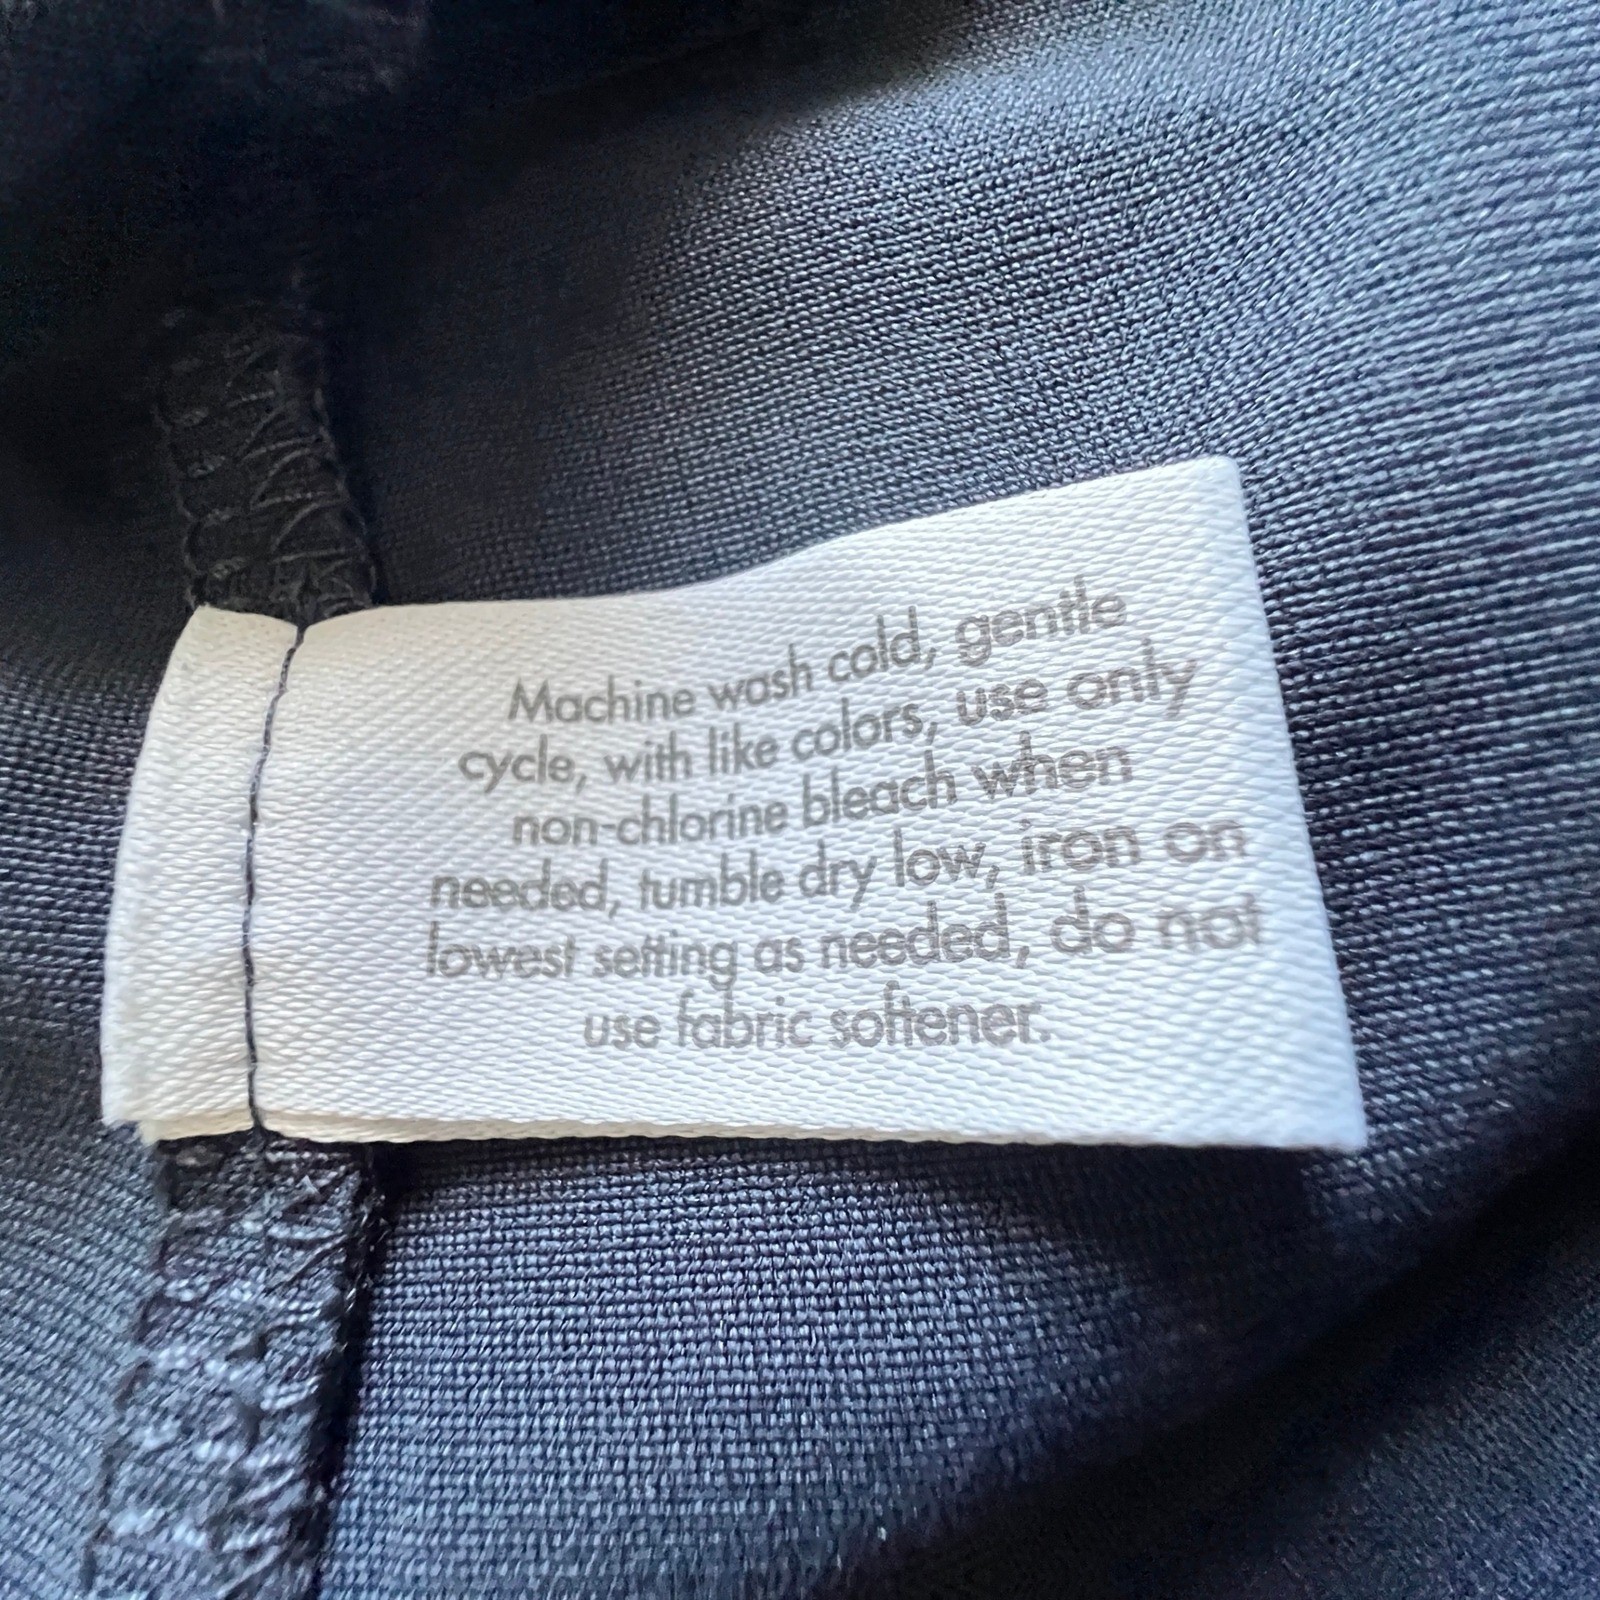 Machine wash cold, gentle
cycle, with like colors, use only
non-chlorine bleach when
needed, tumble dry low, iron on
lowest setting as needed, do not
use fabric softener.